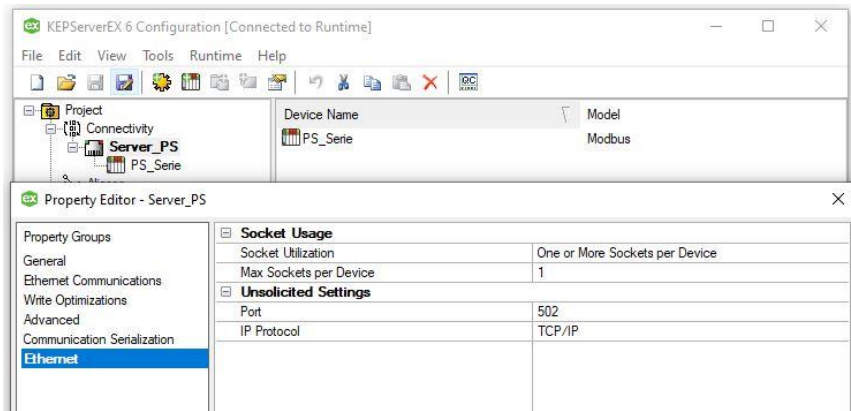 KEPServerEX 6 Configuration [Connected to Runtime]
File Edit View Tools Runtime Help
Project
Connectivity
Server_PS
PS_Serie
Device Name Model
PS_Serie Modbus
Property Editor - Server_PS
Property Groups
General
Ethernet Communications
Write Optimizations
Advanced
Communication Serialization
Ethernet
Socket Usage
Socket Utilization One or More Sockets per Device
Max Sockets per Device 1
Unsolicited Settings
Port 502
IP Protocol TCP/IP